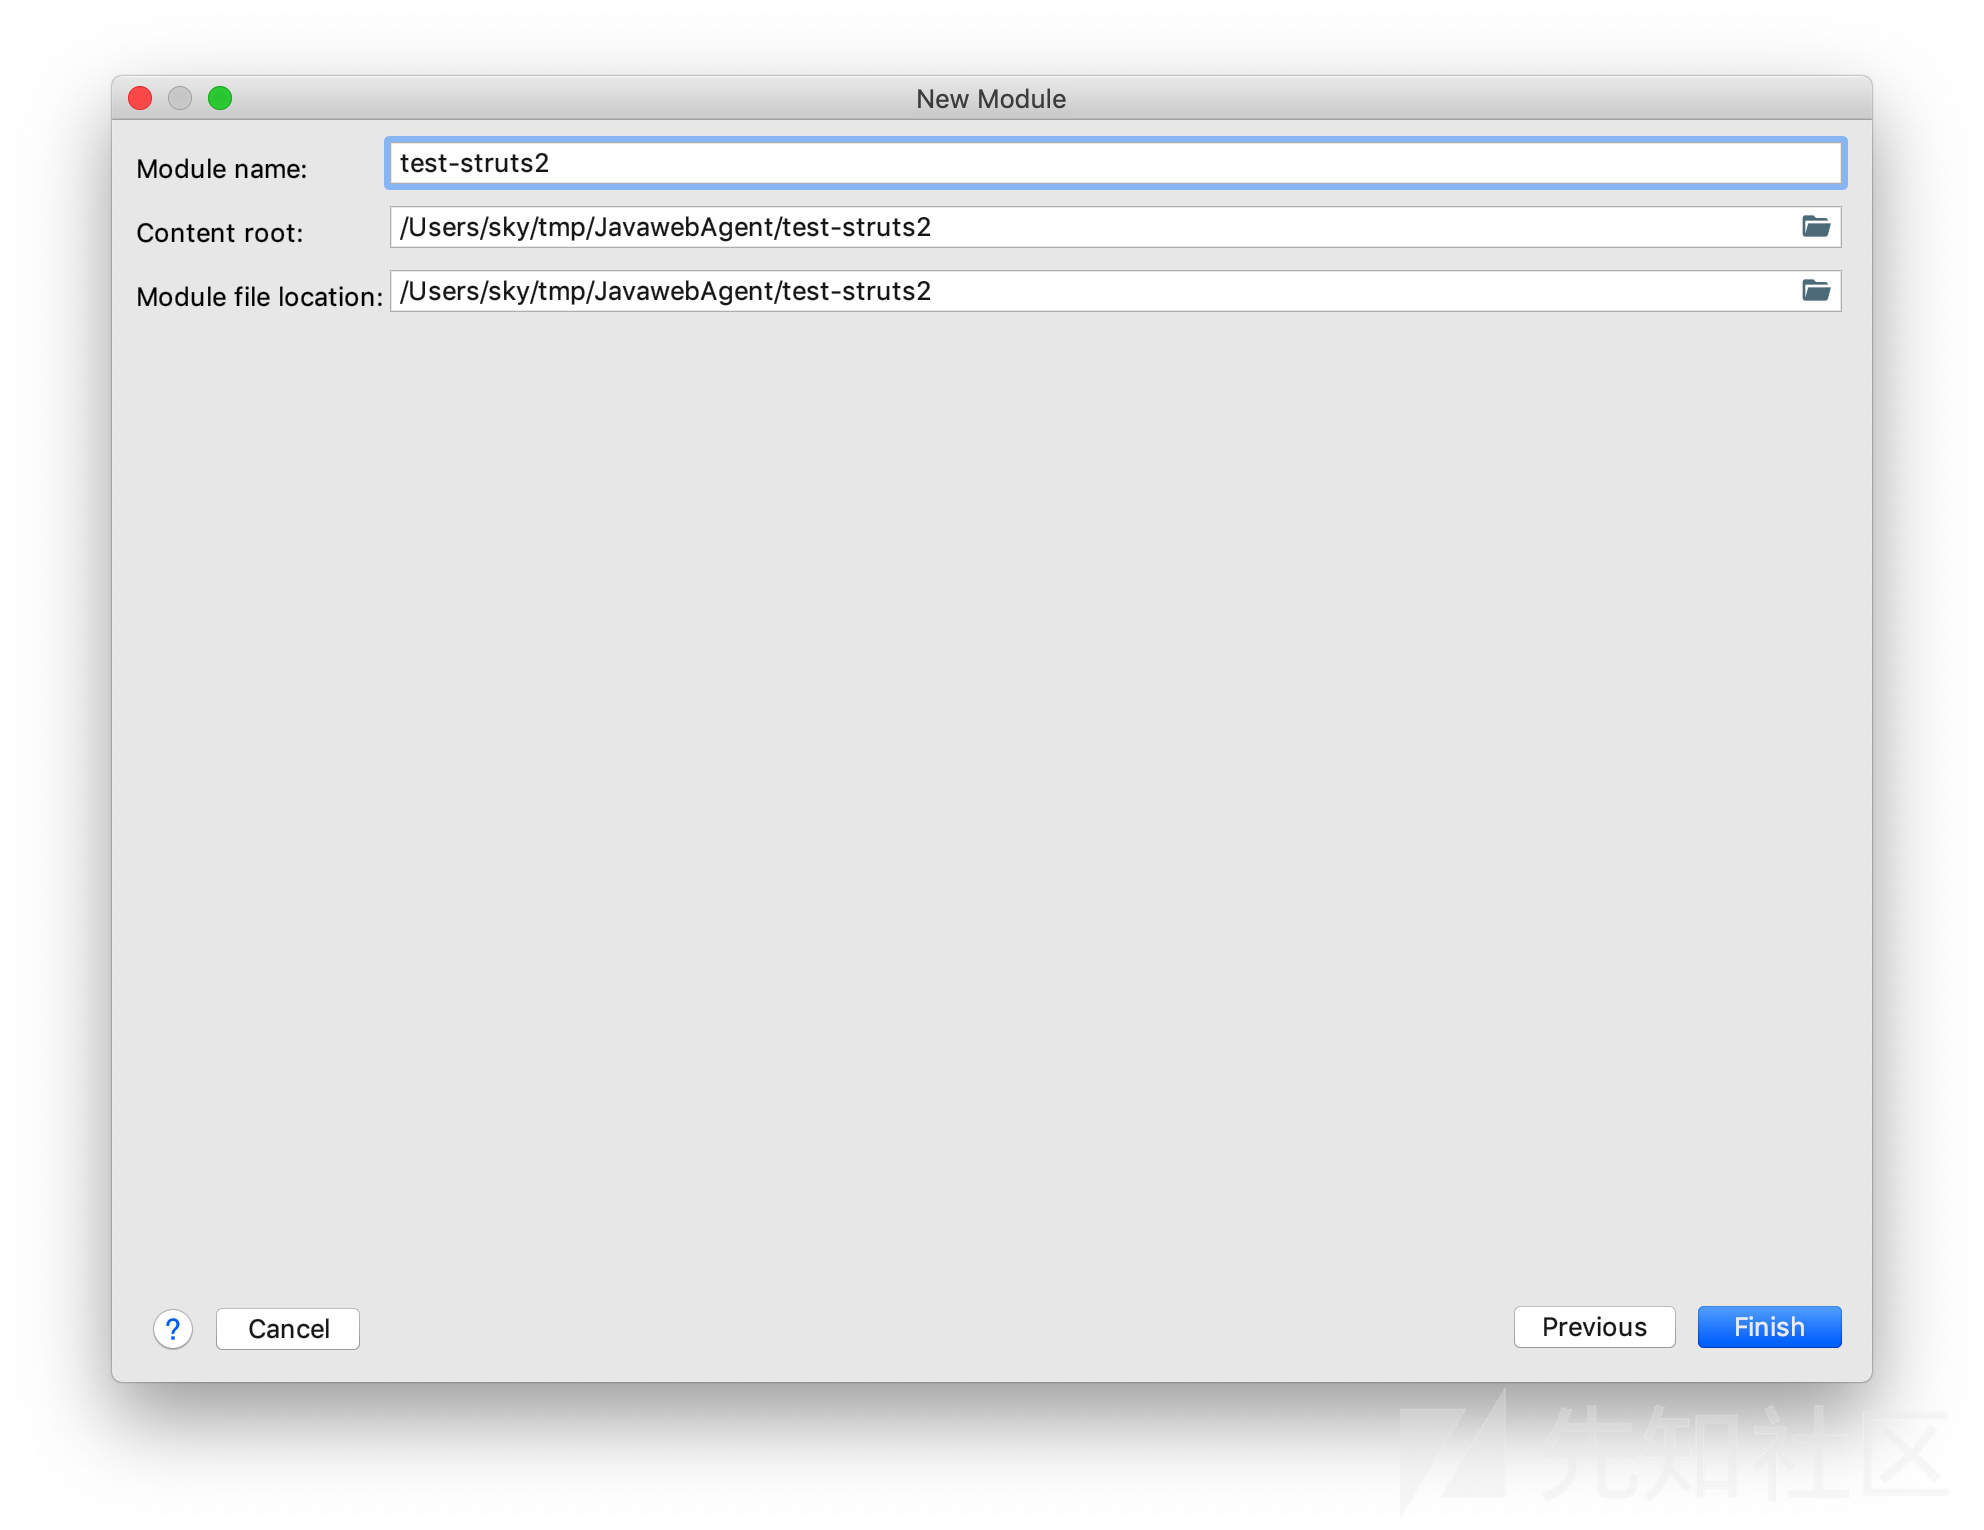 New Module
Module name: test-struts2
Content root: /Users/sky/tmp/JavawebAgent/test-struts2
Module file location: /Users/sky/tmp/JavawebAgent/test-struts2
? Cancel Previous Finish
先知社区